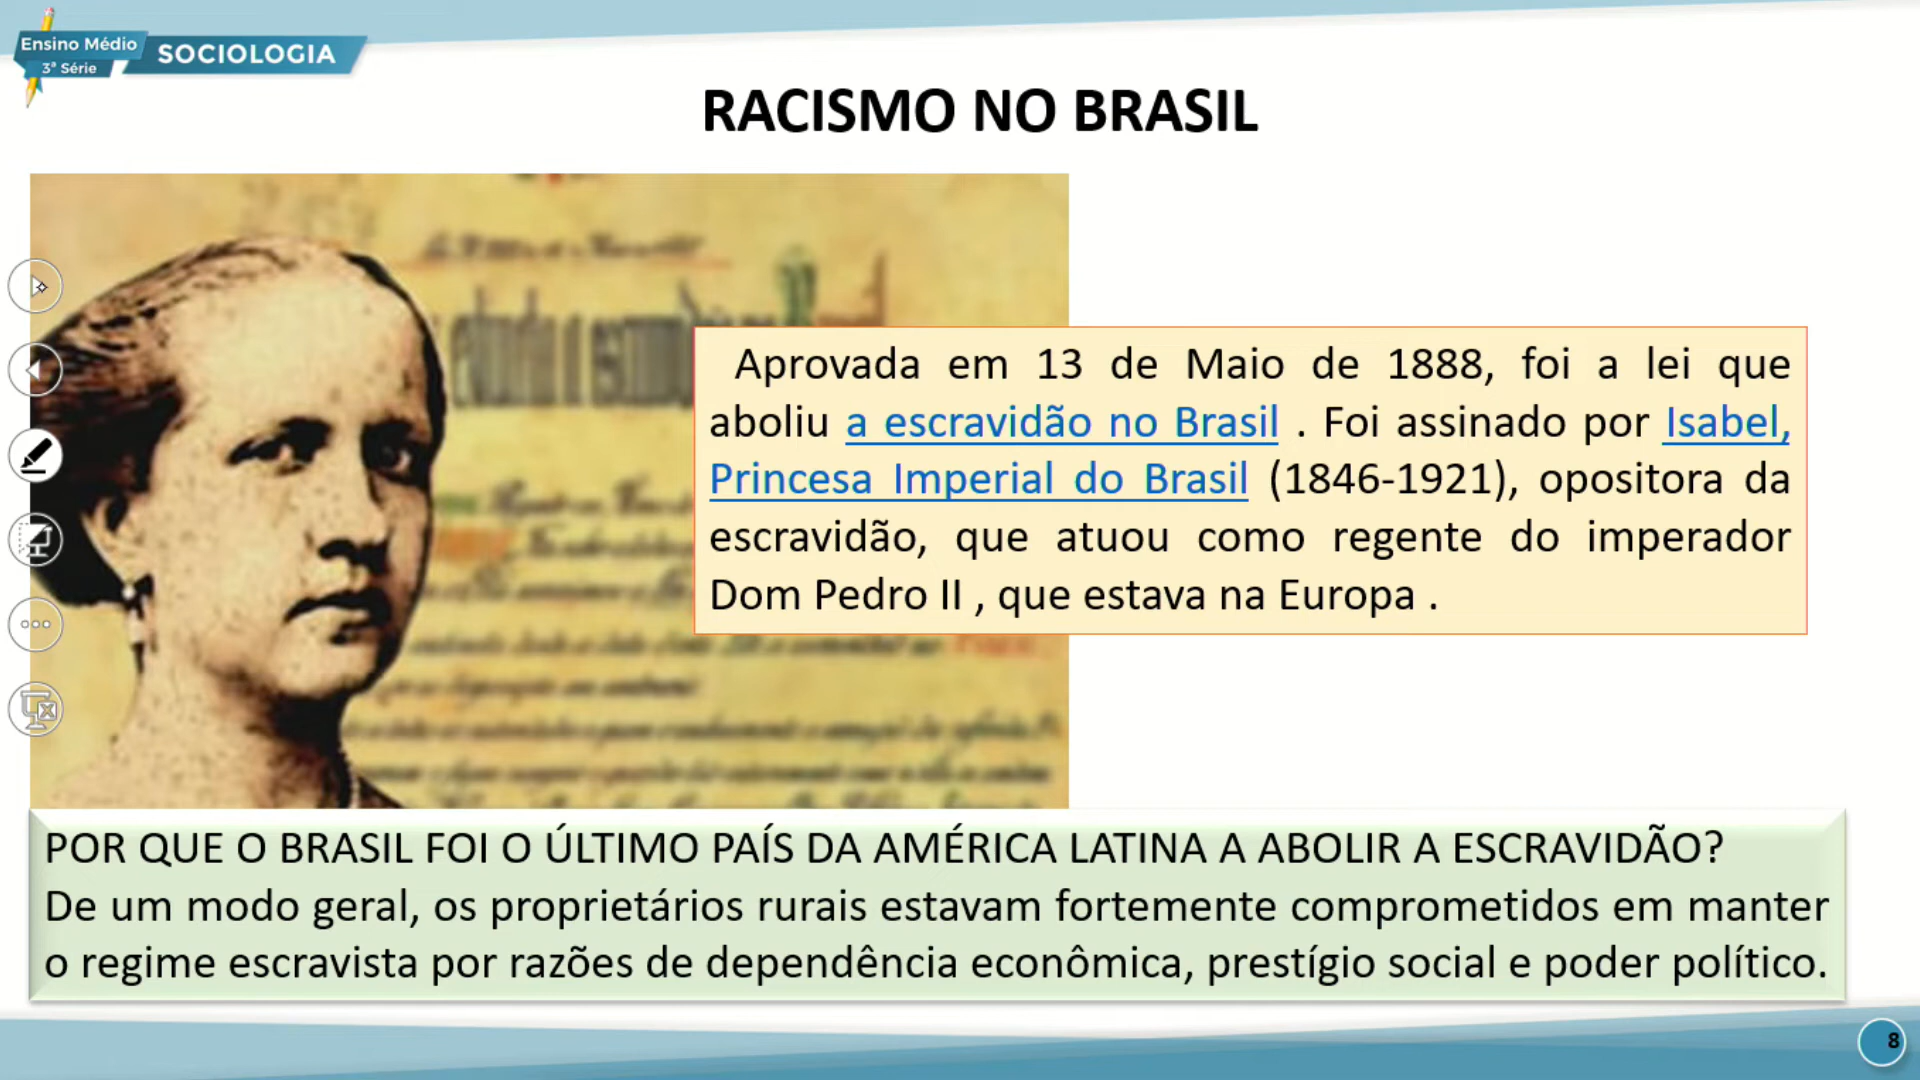 Ensino Médio
3ª Série
SOCIOLOGIA
RACISMO NO BRASIL
Aprovada em 13 de Maio de 1888, foi a lei que
aboliu a escravidão no Brasil . Foi assinado por Isabel,
Princesa Imperial do Brasil (1846-1921), opositora da
escravidão, que atuou como regente do imperador
Dom Pedro II , que estava na Europa .
POR QUE O BRASIL FOI O ÚLTIMO PAÍS DA AMÉRICA LATINA A ABOLIR A ESCRAVIDÃO?
De um modo geral, os proprietários rurais estavam fortemente comprometidos em manter
o regime escravista por razões de dependência econômica, prestígio social e poder político.
8